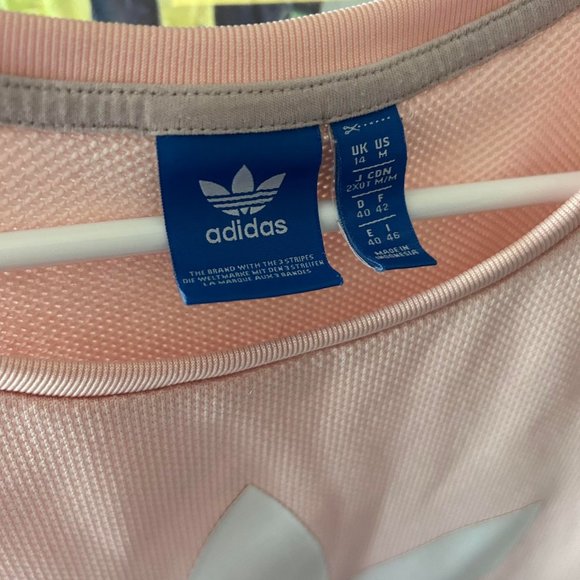 adidas
THE BRAND WITH THE 3 STRIPES
DIE WELTMARKE MIT DEN 3 STREIFEN
LA MARQUE AUX 3 BANDES
UK US
14 M
J CDN
2XOT M/M
D F
40 42
E I
40 46
MADE IN
INDONESIA